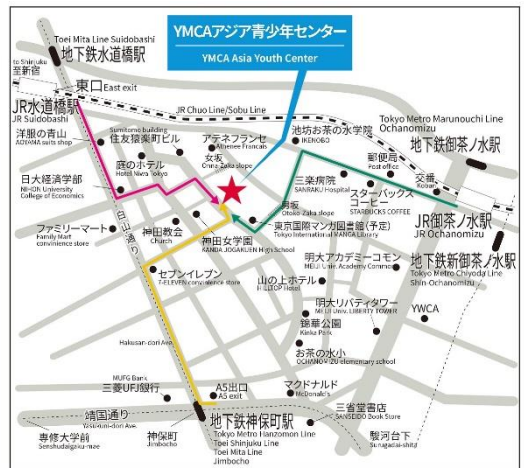 YMCAアジア青少年センター
YMCA Asia Youth Center
Toei Mita Line Suidobashi
地下鉄水道橋駅
to Shinjuku
至新宿
東口 East exit
JR水道橋駅
JR Suidobashi
JR Chuo Line/Sobu Line
Tokyo Metro Marunouchi Line
Ochanomizu
地下鉄御茶ノ水駅
洋服の青山
AOYAMA suits shop
Sumitomo building
住友猿楽町ビル
アテネフランセ
Athenee Francais
池坊お茶の水学院
IKENOBO
郵便局
Post office
交番
Koban
庭のホテル
Hotel Niwa Tokyo
女坂
Onna-Zaka slope
三楽病院
SANRAKU Hospital
スターバックス
コーヒー
STARBUCKS COFFEE
日大経済学部
NIHON University
College of Economics
JR御茶ノ水駅
JR Ochanomizu
男坂
Otoko-Zaka slope
東京国際マンガ図書館(予定)
Tokyo International MANGA Library
ファミリーマート
Family Mart
convinience store
白山通り
神田教会
Church
神田女学園
KANDA JOGAKUEN High School
地下鉄新御茶ノ水駅
Tokyo Metro Chiyoda Line
Shin-Ochanomizu
明大アカデミーコモン
MEIJI Univ. Academy Common
セブンイレブン
7-ELEVEN convinience store
山の上ホテル
HILLTOP Hotel
明大リバティタワー
MEIJI Univ. LIBERTY TOWER
YWCA
錦華公園
Kinka Park
Hakusan-dori Ave.
お茶の水小
OCHANOMIZU elementary school
MUFG Bank
三菱UFJ銀行
A5出口
A5 exit
マクドナルド
McDonald's
靖国通り
Yasukuni-dori Ave.
三省堂書店
SANSEIDO Book Store
専修大学前
Senshudaigaku-mae
神保町
Jimbocho
地下鉄神保町駅
Tokyo Metro Hanzomon Line
Toei Shinjuku Line
Toei Mita Line
Jimbocho
駿河台下
Surugadai-shita